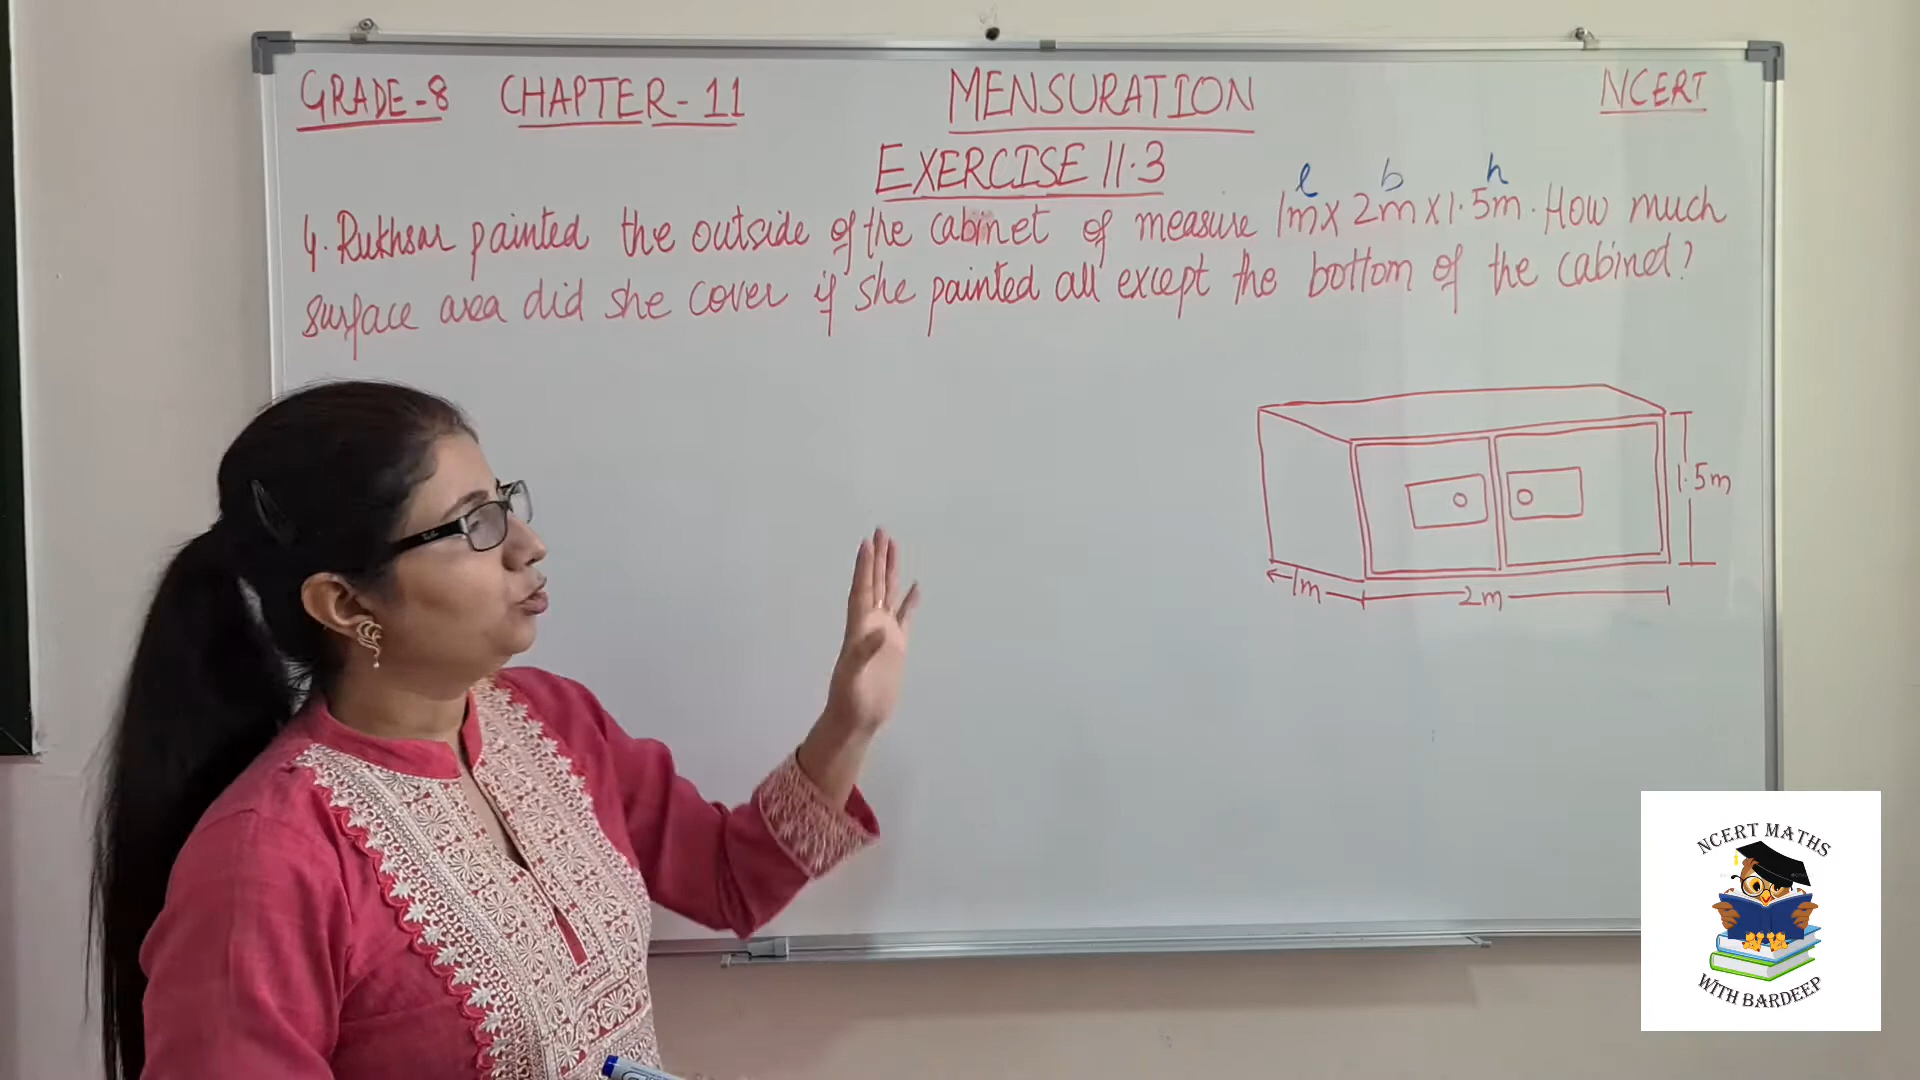 GRADE-8 CHAPTER-11 MENSURATION NCERT
EXERCISE 11.3
l b h
4. Rukhsar painted the outside of the cabinet of measure 1m x 2m x 1.5m. How much
surface area did she cover if she painted all except the bottom of the cabinet?
1.5m
1m
2m
NCERT MATHS
WITH BARDEEP